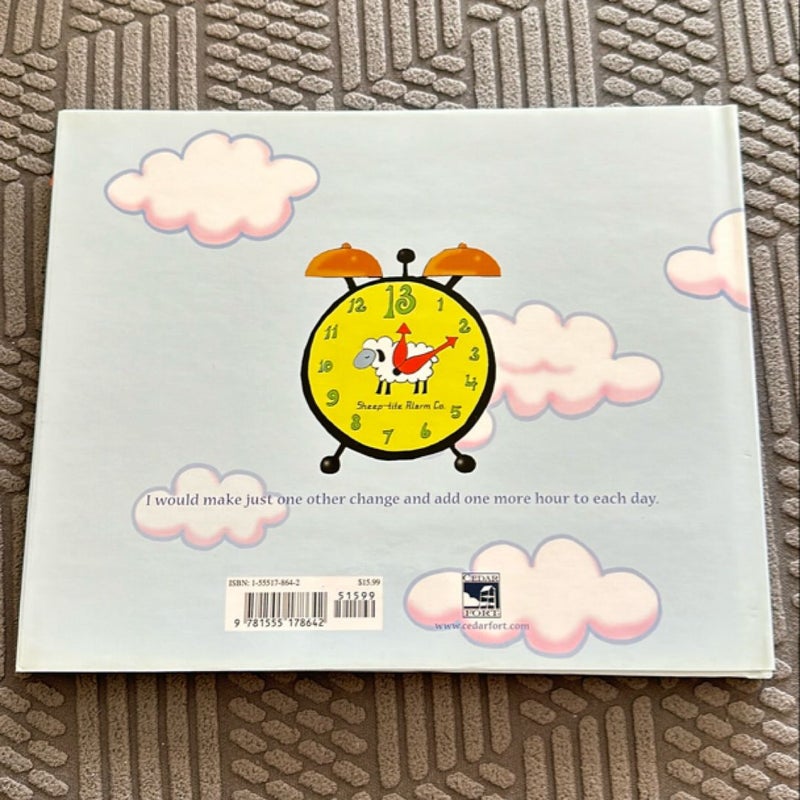 13
12 1
11 2
10 3
9 4
8 5
7 6
Sheep-tite Alarm Co.
I would make just one other change and add one more hour to each day.
ISBN: 1-55517-864-2 $15.99
51599
9 781555 178642
CEDAR
FORT
www.cedarfort.com